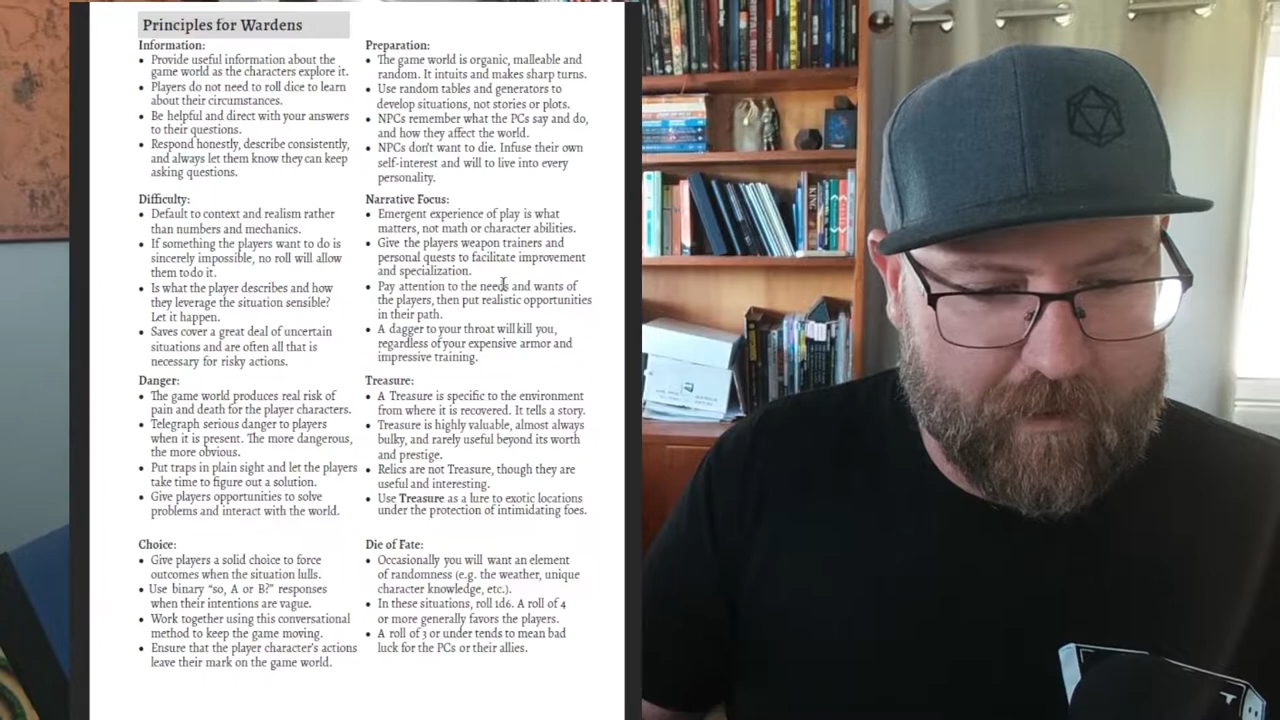 Principles for Wardens
Information:
• Provide useful information about the
game world as the characters explore it.
• Players do not need to roll dice to learn
about their circumstances.
• Be helpful and direct with your answers
to their questions.
• Respond honestly, describe consistently,
and always let them know they can keep
asking questions.
Difficulty:
• Default to context and realism rather
than numbers and mechanics.
• If something the players want to do is
sincerely impossible, no roll will allow
them to do it.
• Is what the player describes and how
they leverage the situation sensible?
Let it happen.
• Saves cover a great deal of uncertain
situations and are often all that is
necessary for risky actions.
Danger:
• The game world produces real risk of
pain and death for the player characters.
• Telegraph serious danger to players
when it is present. The more dangerous,
the more obvious.
• Put traps in plain sight and let the players
take time to figure out a solution.
• Give players opportunities to solve
problems and interact with the world.
Choice:
• Give players a solid choice to force
outcomes when the situation lulls.
• Use binary “so, A or B?” responses
when their intentions are vague.
• Work together using this conversational
method to keep the game moving.
• Ensure that the player character's actions
leave their mark on the game world.
Preparation:
• The game world is organic, malleable and
random. It intuits and makes sharp turns.
• Use random tables and generators to
develop situations, not stories or plots.
• NPCs remember what the PCs say and do,
and how they affect the world.
• NPCs don't want to die. Infuse their own
self-interest and will to live into every
personality.
Narrative Focus:
• Emergent experience of play is what
matters, not math or character abilities.
• Give the players weapon trainers and
personal quests to facilitate improvement
and specialization.
• Pay attention to the needs and wants of
the players, then put realistic opportunities
in their path.
• A dagger to your throat will kill you,
regardless of your expensive armor and
impressive training.
Treasure:
• A Treasure is specific to the environment
from where it is recovered. It tells a story.
• Treasure is highly valuable, almost always
bulky, and rarely useful beyond its worth
and prestige.
• Relics are not Treasure, though they are
useful and interesting.
• Use Treasure as a lure to exotic locations
under the protection of intimidating foes.
Die of Fate:
• Occasionally you will want an element
of randomness (e.g. the weather, unique
character knowledge, etc.).
• In these situations, roll 1d6. A roll of 4
or more generally favors the players.
• A roll of 3 or under tends to mean bad
luck for the PCs or their allies.